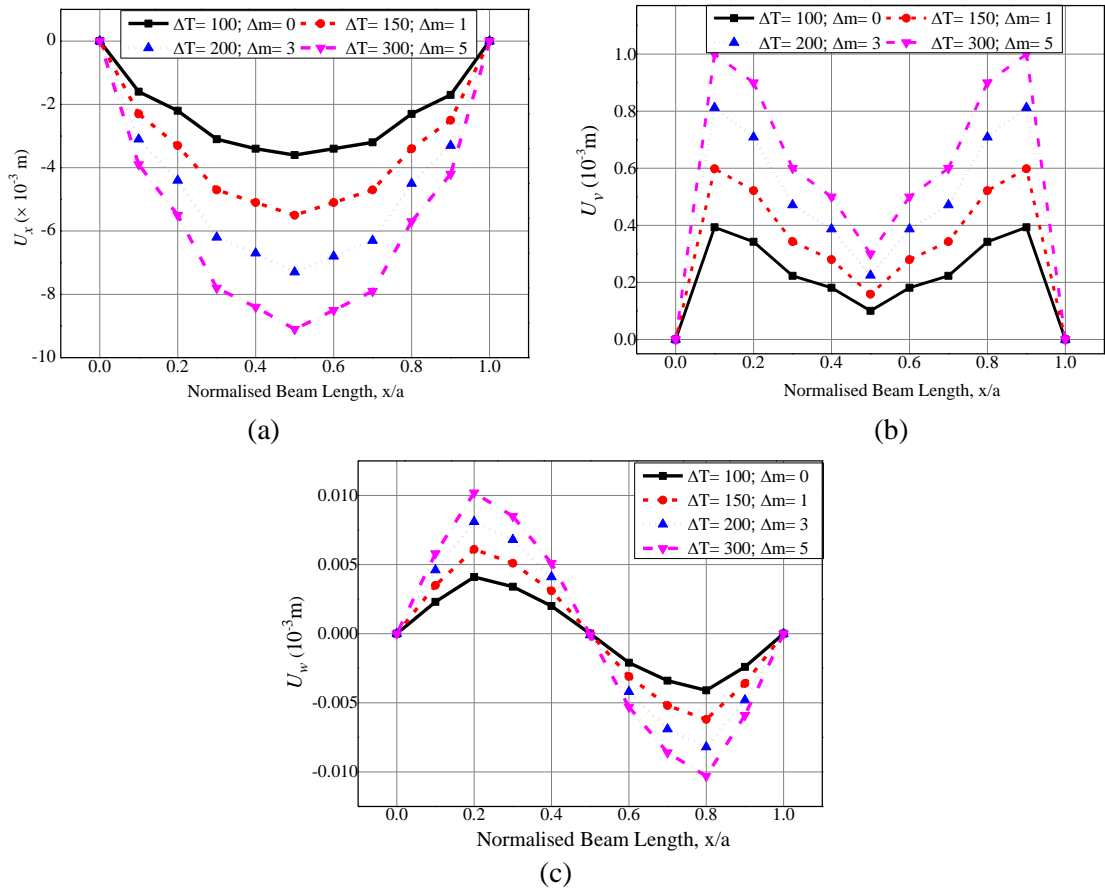 ΔT= 100; Δm= 0 ΔT= 150; Δm= 1
ΔT= 200; Δm= 3 ΔT= 300; Δm= 5
0
-2
-4
-6
-8
-10
U_x (× 10^-3 m)
0.0 0.2 0.4 0.6 0.8 1.0
Normalised Beam Length, x/a
(a)
ΔT= 100; Δm= 0 ΔT= 150; Δm= 1
ΔT= 200; Δm= 3 ΔT= 300; Δm= 5
1.0
0.8
0.6
0.4
0.2
0.0
U_v (10^-3 m)
0.0 0.2 0.4 0.6 0.8 1.0
Normalised Beam Length, x/a
(b)
ΔT= 100; Δm= 0
ΔT= 150; Δm= 1
ΔT= 200; Δm= 3
ΔT= 300; Δm= 5
0.010
0.005
0.000
-0.005
-0.010
U_w (10^-3 m)
0.0 0.2 0.4 0.6 0.8 1.0
Normalised Beam Length, x/a
(c)